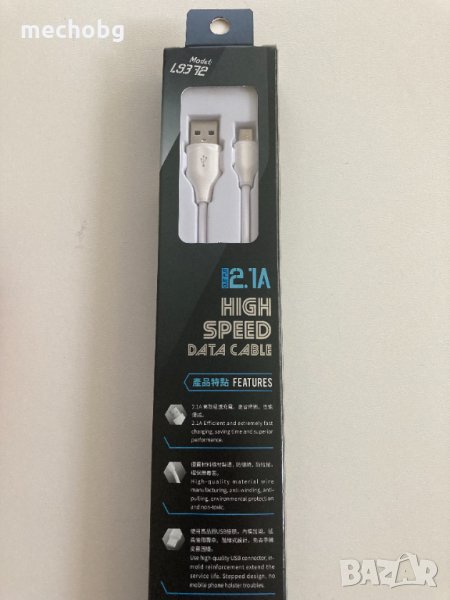 mechobg
Model:
LS372
2.1A
HIGH
SPEED
DATA CABLE
產品特點 FEATURES
2.1A Efficient and extremely fast
charging, saving time and superior
performance.
High-quality material wire
manufacturing, anti-winding, anti-
pulling, environmental protection
and non-toxic.
Use high-quality USB connector, in-
mold reinforcement extend the
service life. Stepped design, no
mobile phone holster troubles.
BAZAR